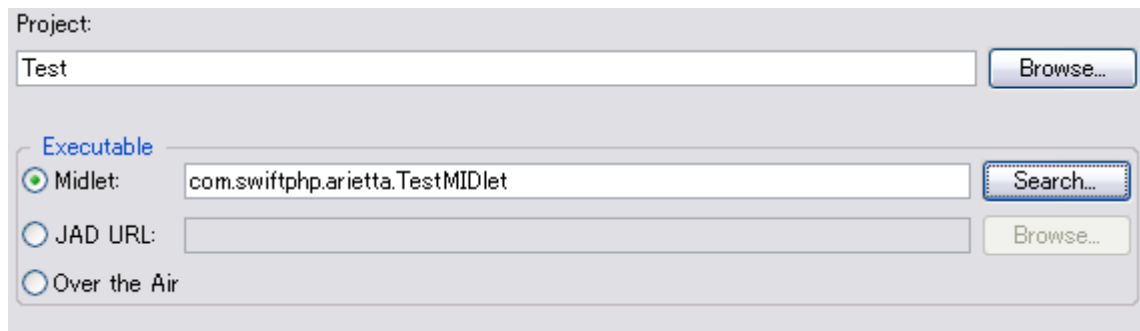 Project:
Test Browse...
Executable
Midlet: com.swiftphp.arietta.TestMIDlet Search...
JAD URL: Browse...
Over the Air